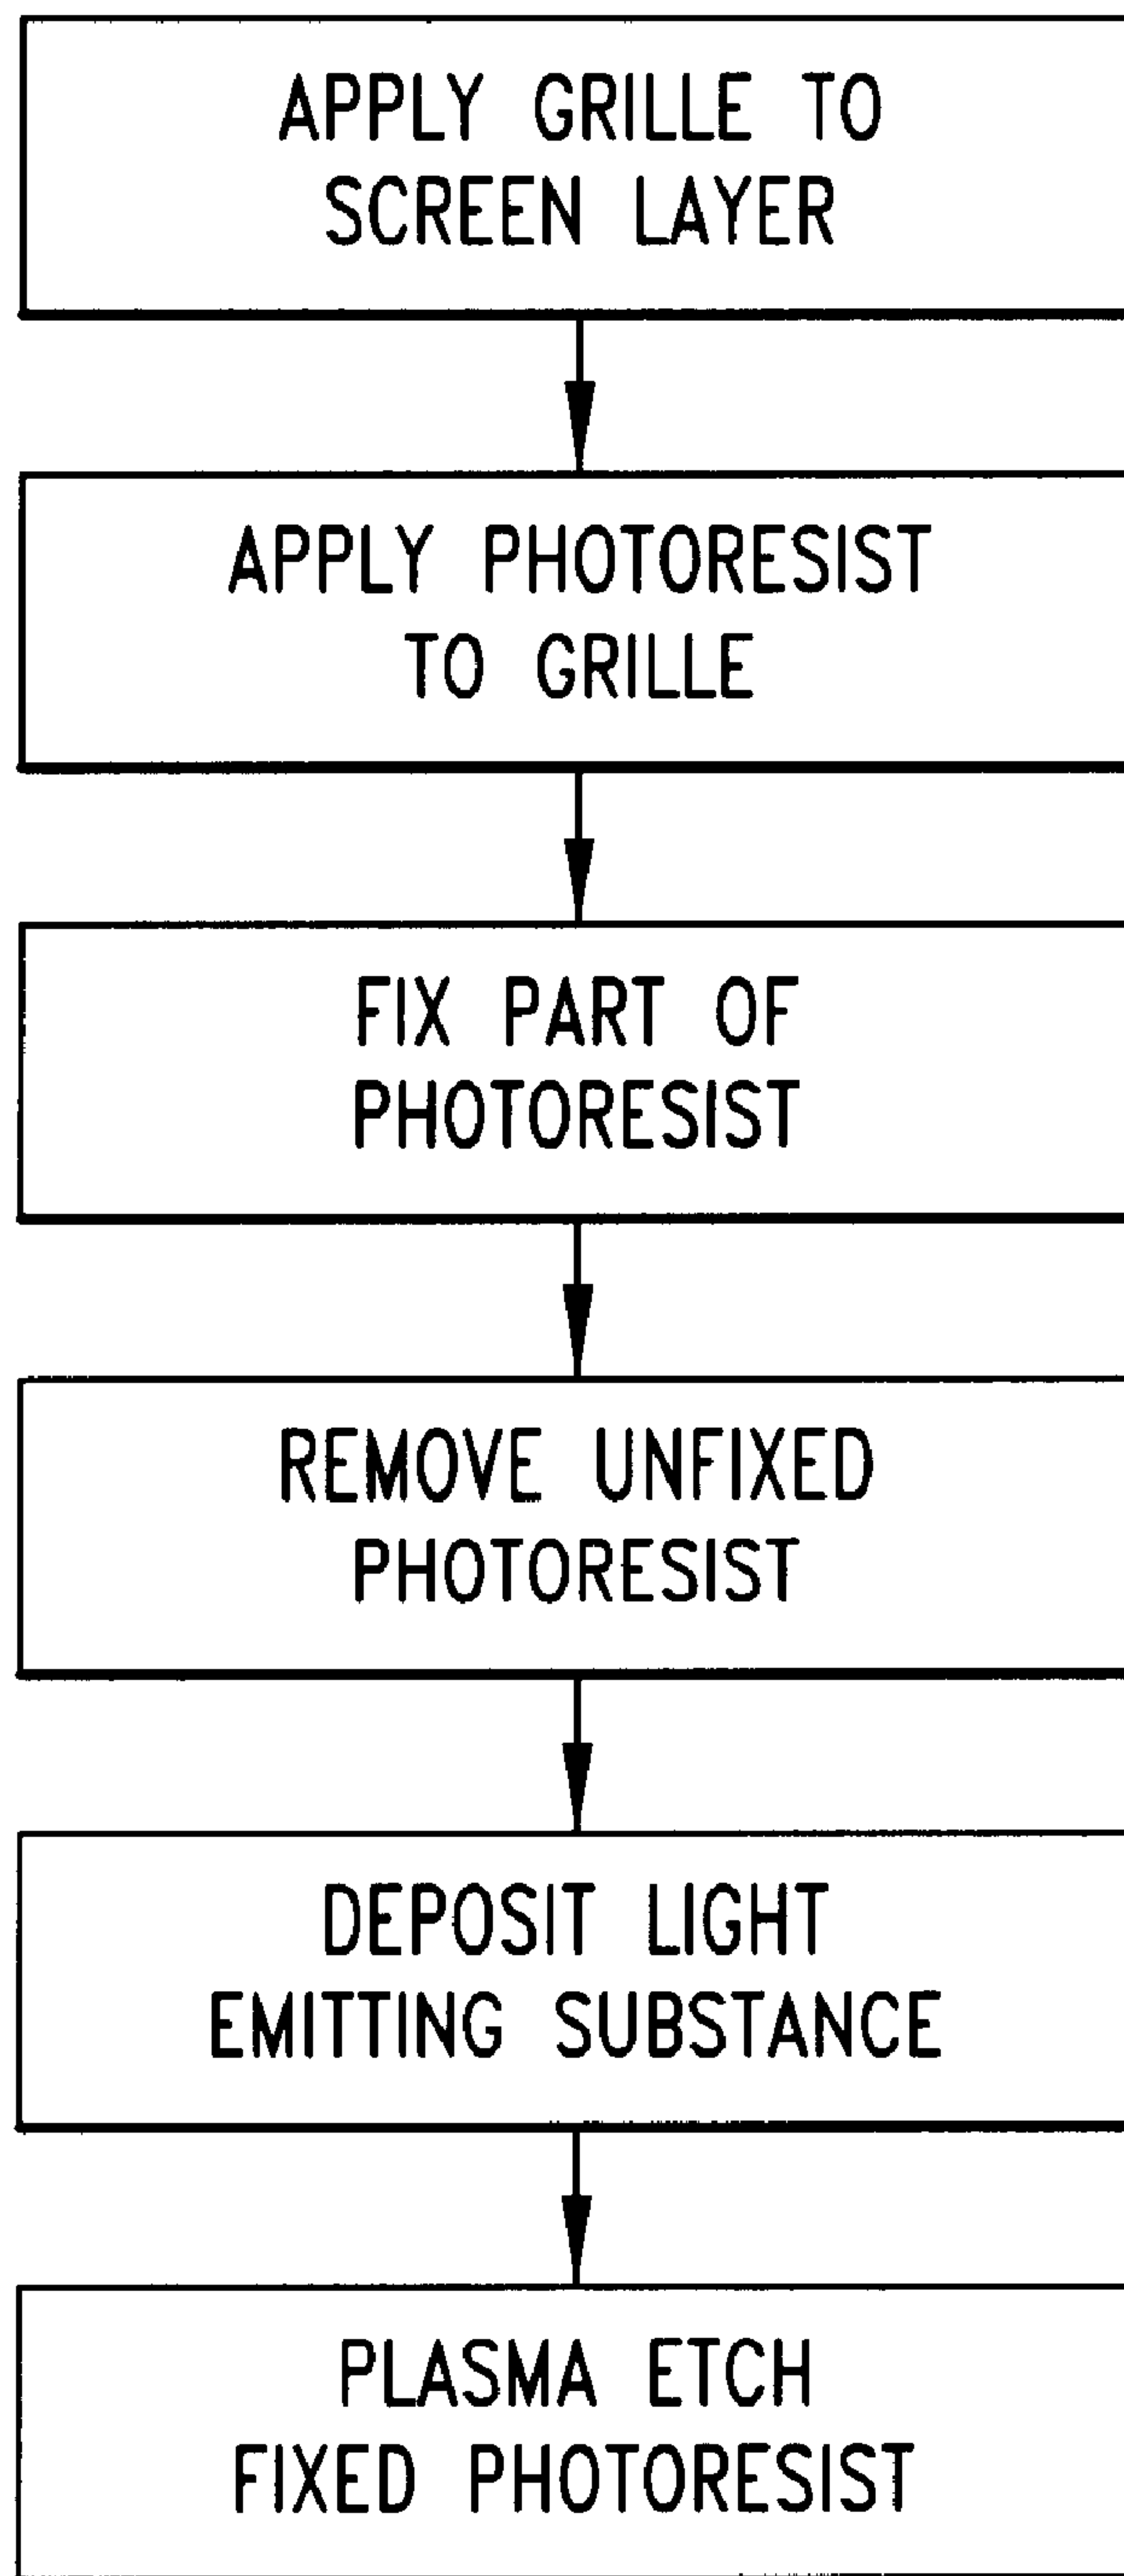 APPLY GRILLE TO
SCREEN LAYER
APPLY PHOTORESIST
TO GRILLE
FIX PART OF
PHOTORESIST
REMOVE UNFIXED
PHOTORESIST
DEPOSIT LIGHT
EMITTING SUBSTANCE
PLASMA ETCH
FIXED PHOTORESIST